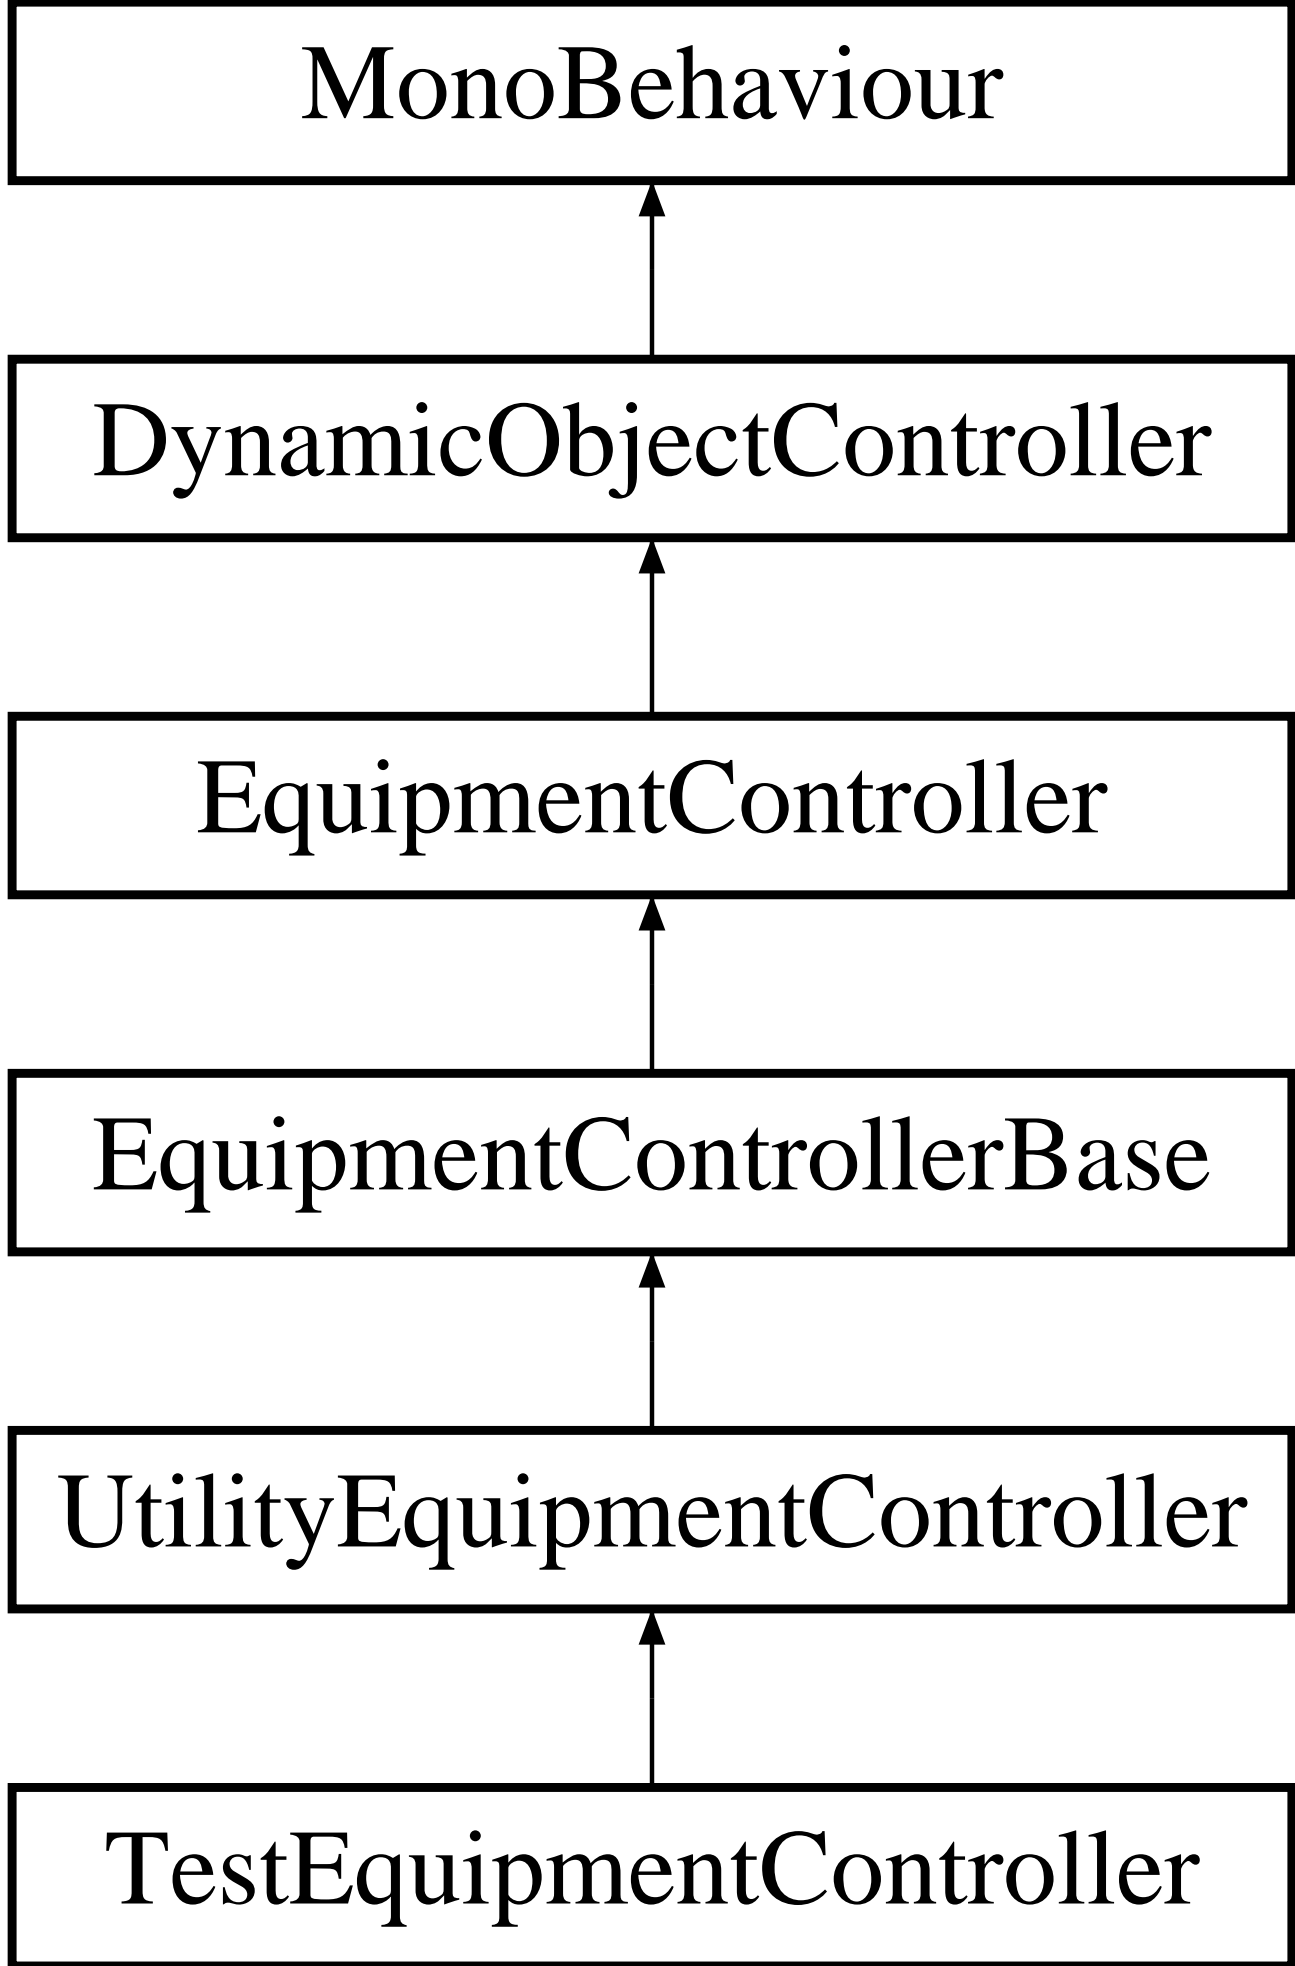 MonoBehaviour
DynamicObjectController
EquipmentController
EquipmentControllerBase
UtilityEquipmentController
TestEquipmentController